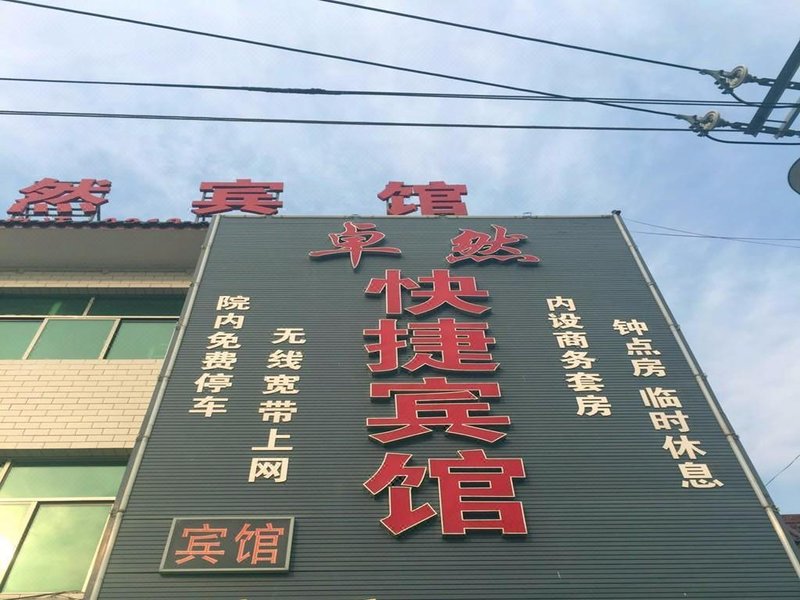 然宾馆
卓然
快捷宾馆
院内免费停车
无线宽带上网
内设商务套房
钟点房 临时休息
宾馆